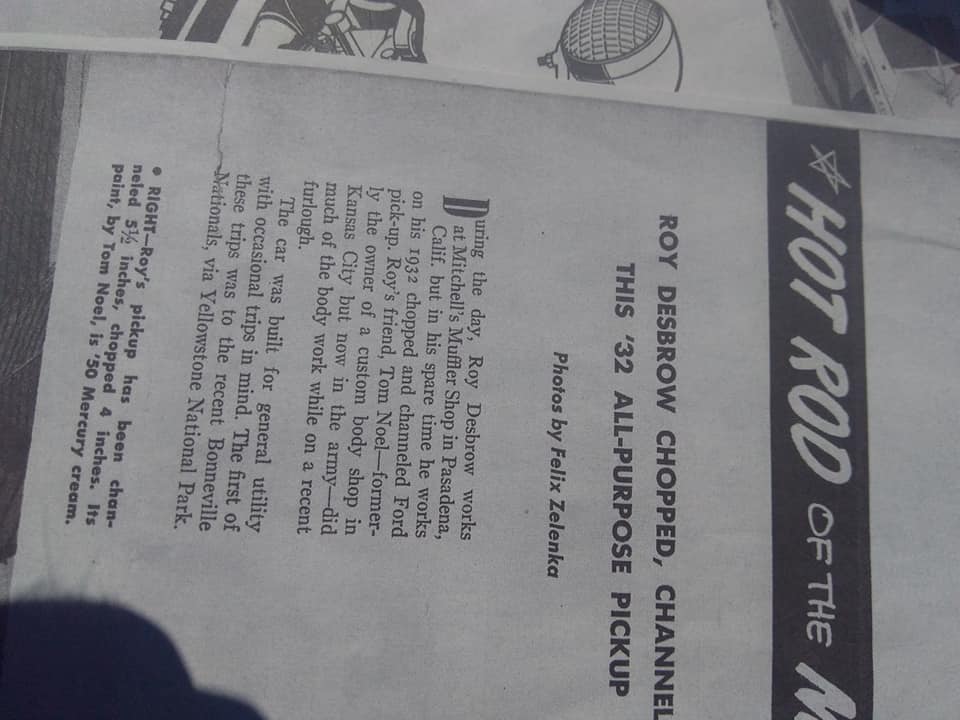 HOT ROD OF THE M
ROY DESBROW CHOPPED, CHANNEL
THIS '32 ALL-PURPOSE PICKUP
Photos by Felix Zelenka
During the day, Roy Desbrow works
at Mitchell's Muffler Shop in Pasadena,
Calif. but in his spare time he works
on his 1932 chopped and channeled Ford
pick-up. Roy's friend, Tom Noel—former-
ly the owner of a custom body shop in
Kansas City but now in the army—did
much of the body work while on a recent
furlough.
The car was built for general utility
with occasional trips in mind. The first of
these trips was to the recent Bonneville
Nationals, via Yellowstone National Park.
• RIGHT—Roy's pickup has been chan-
neled 5½ inches, chopped 4 inches. Its
paint, by Tom Noel, is '50 Mercury cream.